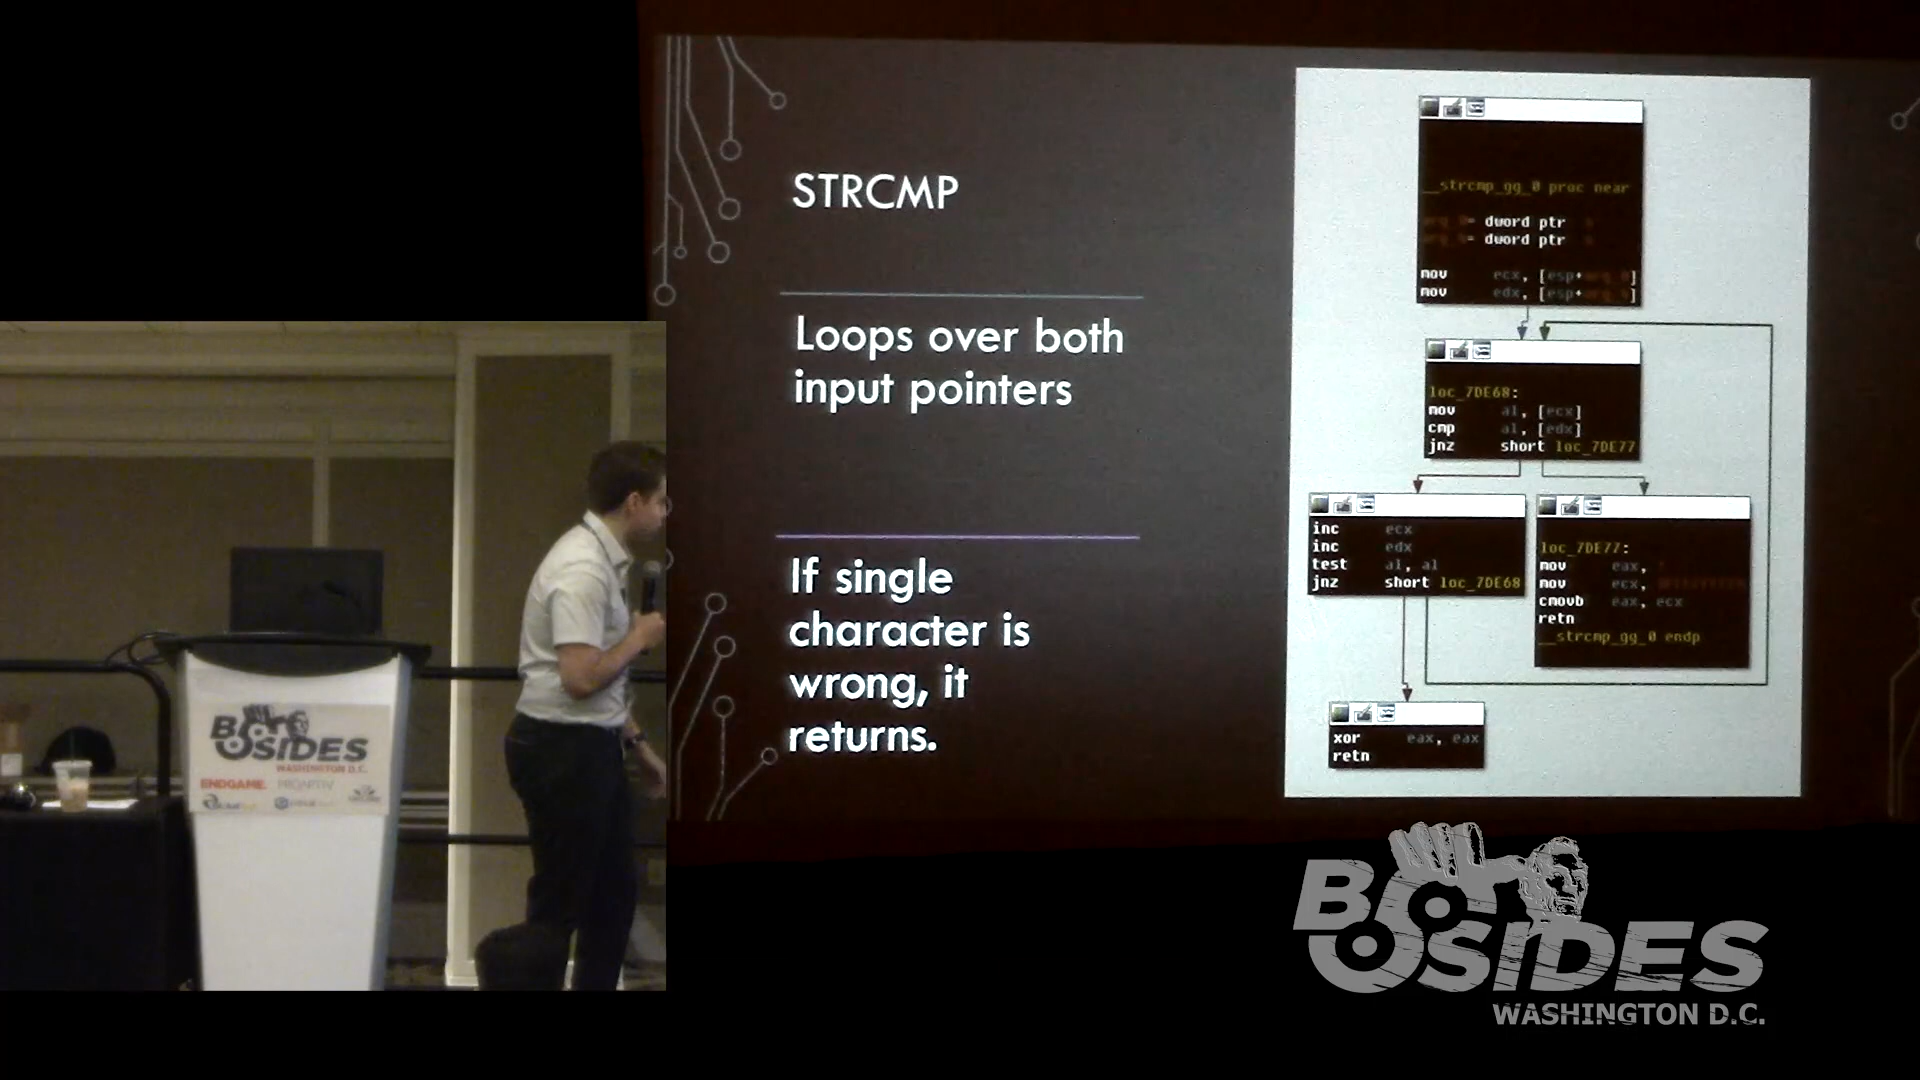 STRCMP
Loops over both
input pointers
If single
character is
wrong, it
returns.
__strcmp_gg_0 proc near
= dword ptr
= dword ptr
mov ecx, [esp+ ]
mov edx, [esp+ ]
loc_7DE68:
mov al, [ecx]
cmp al, [edx]
jnz short loc_7DE77
inc ecx
inc edx
test al, al
jnz short loc_7DE68
loc_7DE77:
mov eax,
mov ecx,
cmovb eax, ecx
retn
__strcmp_gg_0 endp
xor eax, eax
retn
BSIDES
WASHINGTON D.C.
ENDGAME.
BSIDES
WASHINGTON D.C.